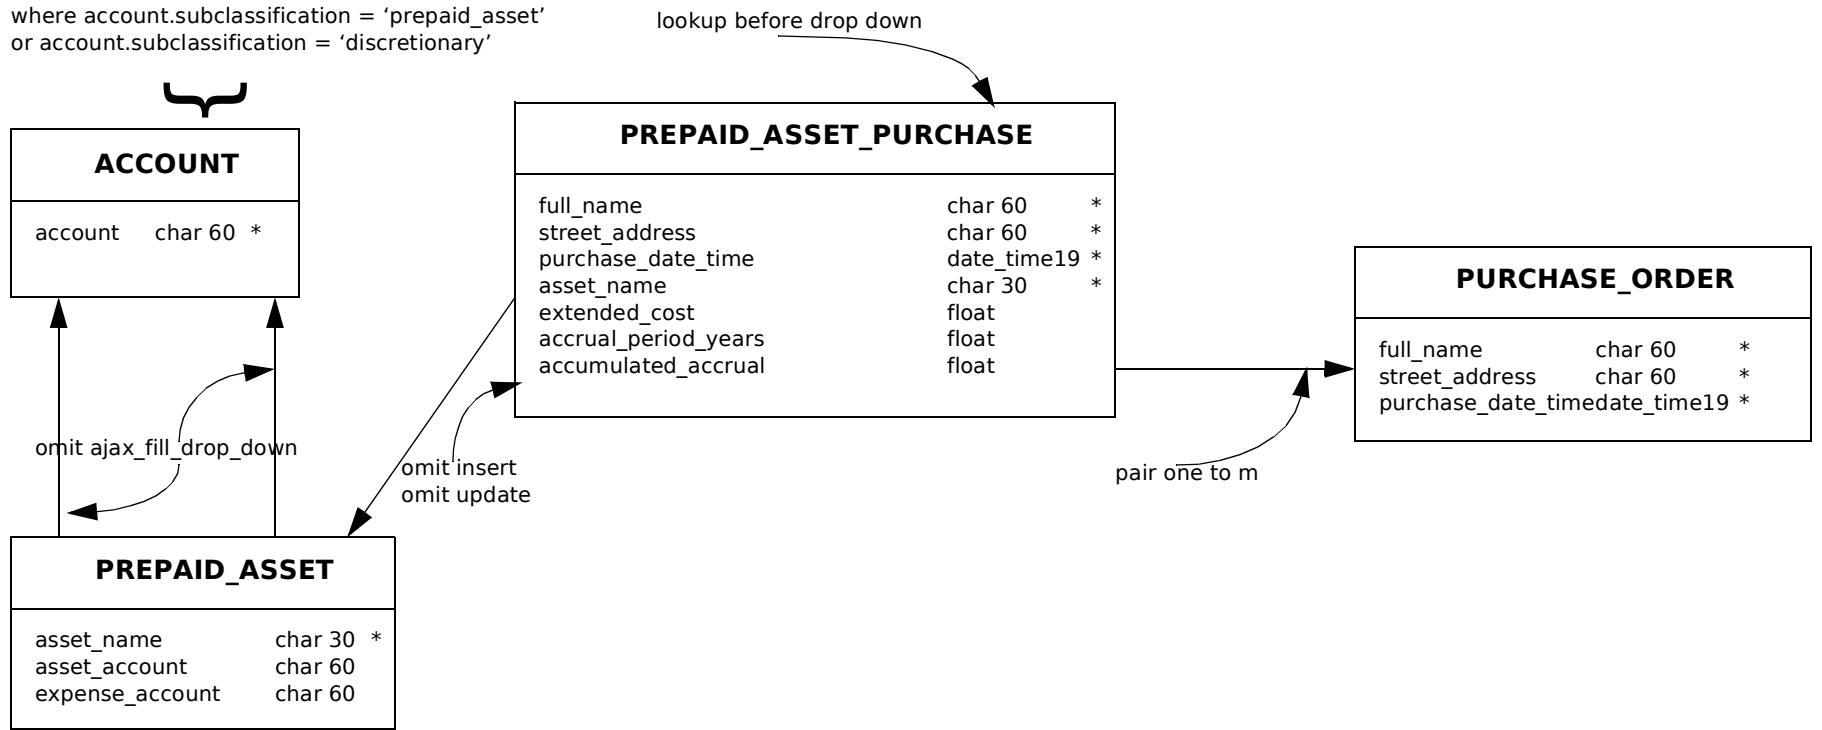 where account.subclassification = ‘prepaid_asset’
or account.subclassification = ‘discretionary’
lookup before drop down
ACCOUNT
account char 60 *
PREPAID_ASSET_PURCHASE
full_name char 60 *
street_address char 60 *
purchase_date_time date_time19 *
asset_name char 30 *
extended_cost float
accrual_period_years float
accumulated_accrual float
PURCHASE_ORDER
full_name char 60 *
street_address char 60 *
purchase_date_timedate_time19 *
omit ajax_fill_drop_down
omit insert
omit update
pair one to m
PREPAID_ASSET
asset_name char 30 *
asset_account char 60
expense_account char 60